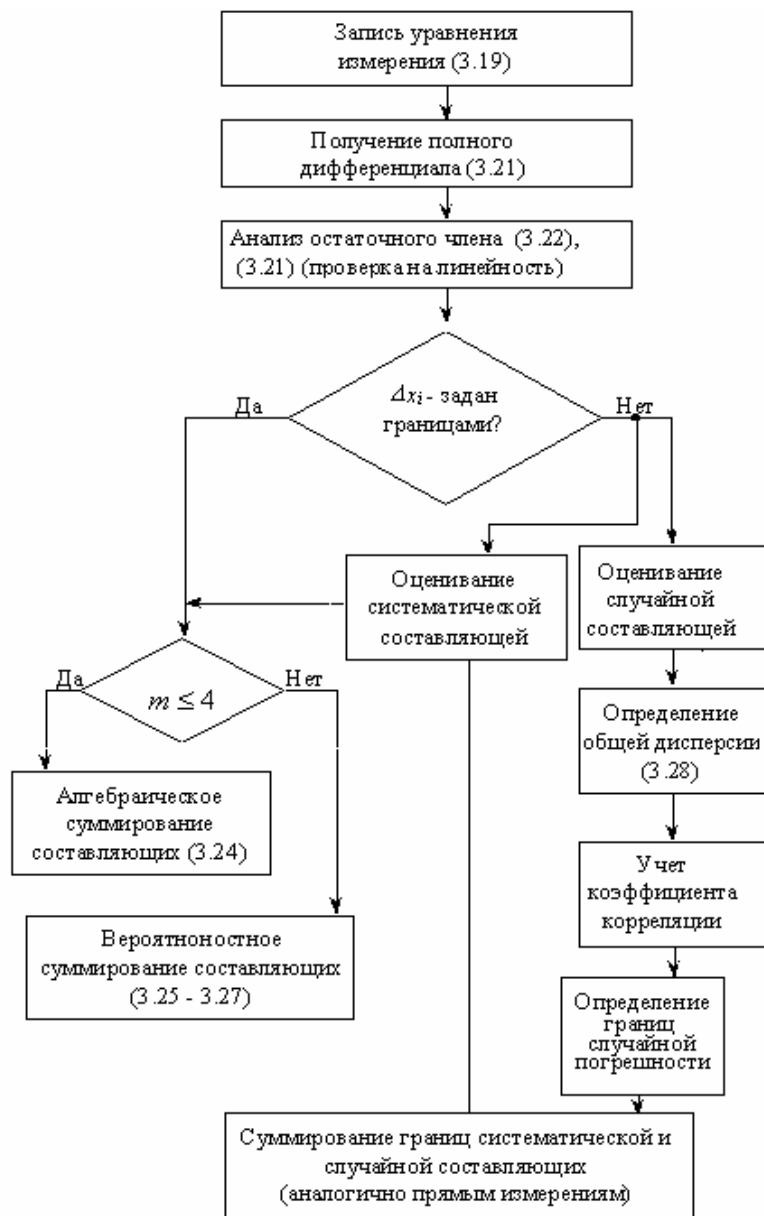 Запись уравнения
измерения (3.19)
Получение полного
дифференциала (3.21)
Анализ остаточного члена (3.22),
(3.21) (проверка на линейность)
Δxi - задан
границами?
Да
Нет
Оценивание
систематической
составляющей
Оценивание
случайной
составляющей
Да
m ≤ 4
Нет
Определение
общей дисперсии
(3.28)
Алгебраическое
суммирование
составляющих (3.24)
Учет
коэффициента
корреляции
Вероятноностное
суммирование составляющих
(3.25 - 3.27)
Определение
границ
случайной
погрешности
Суммирование границ систематической и
случайной составляющих
(аналогично прямым измерениям)